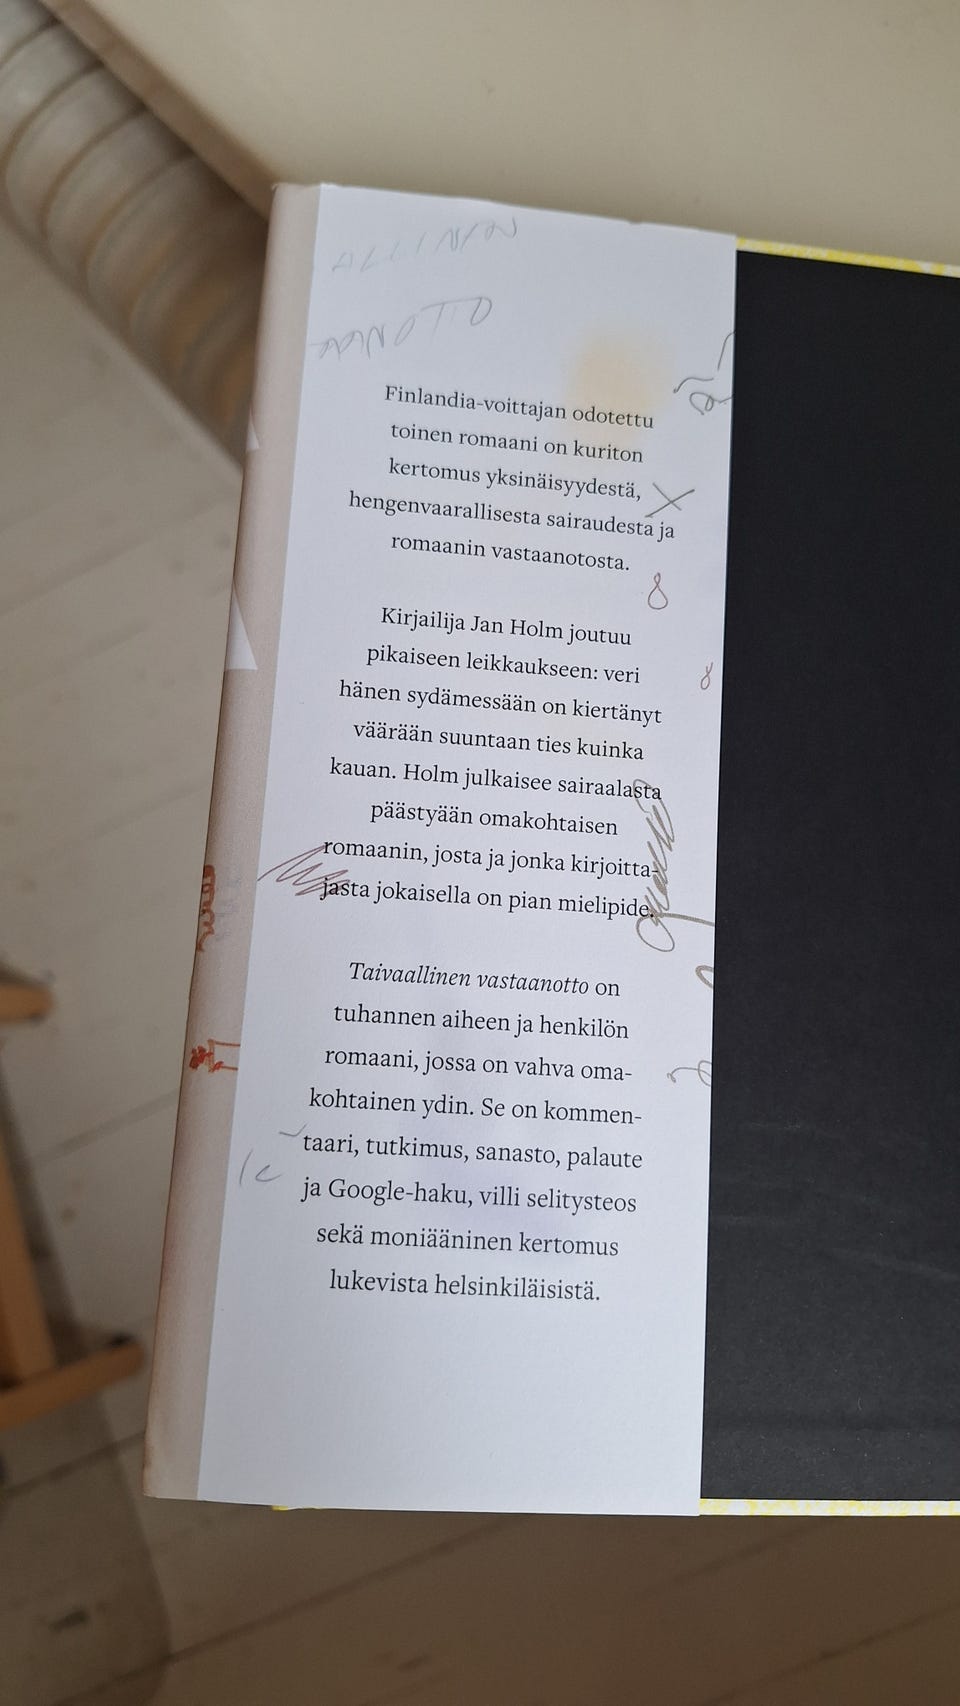 ALLINEN
ANOTTO
Finlandia-voittajan odotettu
toinen romaani on kuriton
kertomus yksinäisyydestä,
hengenvaarallisesta sairaudesta ja
romaanin vastaanotosta.
Kirjailija Jan Holm joutuu
pikaiseen leikkaukseen: veri
hänen sydämessään on kiertänyt
väärään suuntaan ties kuinka
kauan. Holm julkaisee sairaalasta
päästyään omakohtaisen
romaanin, josta ja jonka kirjoitta-
jasta jokaisella on pian mielipide.
Taivaallinen vastaanotto on
tuhannen aiheen ja henkilön
romaani, jossa on vahva oma-
kohtainen ydin. Se on kommen-
taari, tutkimus, sanasto, palaute
ja Google-haku, villi selitysteos
sekä moniääninen kertomus
lukevista helsinkiläisistä.